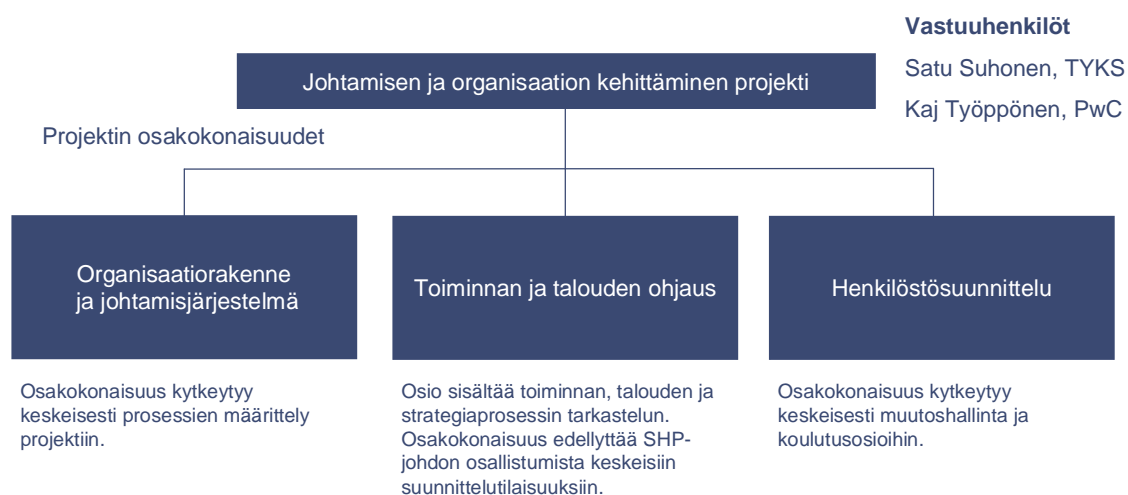 Vastuuhenkilöt
Satu Suhonen, TYKS
Kaj Työppönen, PwC
Johtamisen ja organisaation kehittäminen projekti
Projektin osakokonaisuudet
Organisaatiorakenne
ja johtamisjärjestelmä
Toiminnan ja talouden ohjaus
Henkilöstösuunnittelu
Osakokonaisuus kytkeytyy
keskeisesti prosessien määrittely
projektiin.
Osio sisältää toiminnan, talouden ja
strategiaprosessin tarkastelun.
Osakokonaisuus edellyttää SHP-
johdon osallistumista keskeisiin
suunnittelutilaisuuksiin.
Osakokonaisuus kytkeytyy
keskeisesti muutoshallinta ja
koulutusosioihin.